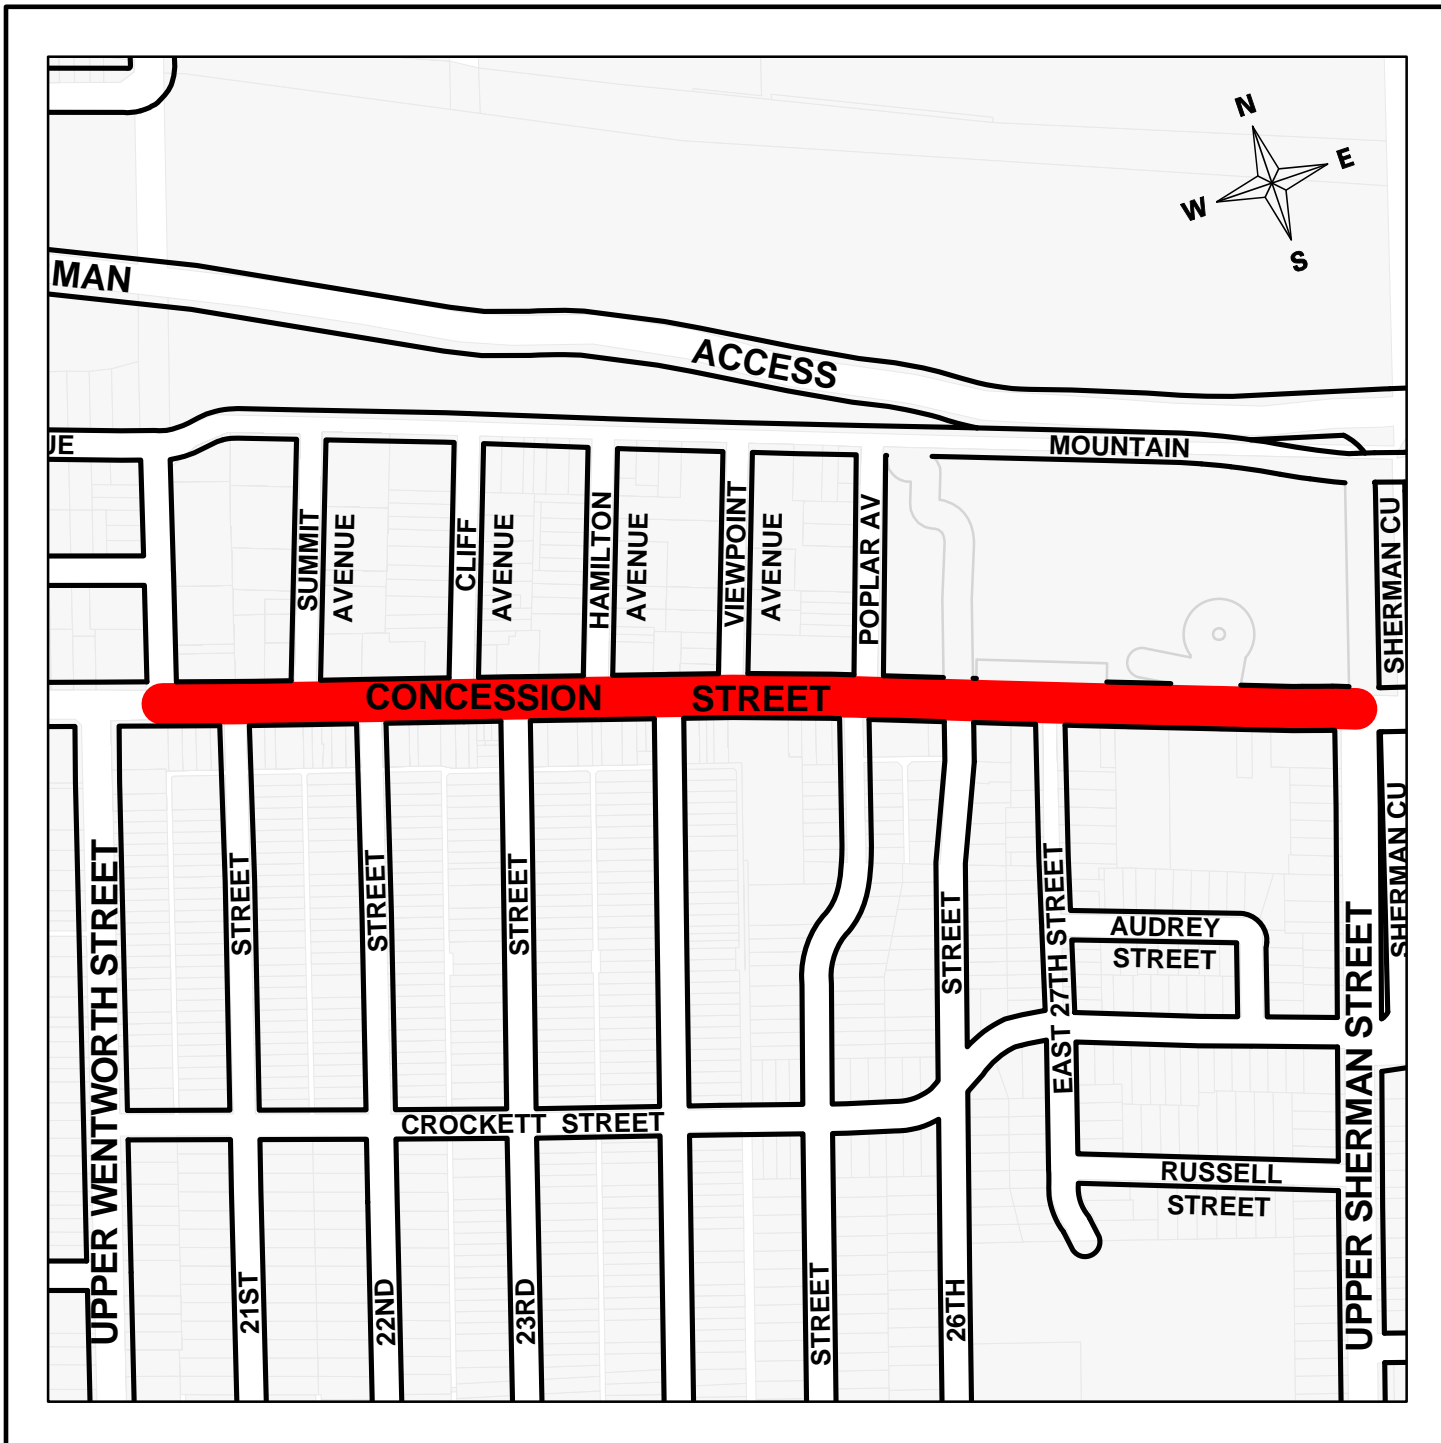 N
E
W
S
MAN
ACCESS
MOUNTAIN
UE
SUMMIT
AVENUE
CLIFF
AVENUE
HAMILTON
AVENUE
VIEWPOINT
AVENUE
POPLAR AV
SHERMAN CU
CONCESSION STREET
UPPER WENTWORTH STREET
STREET
STREET
STREET
STREET
EAST 27TH STREET
AUDREY
STREET
SHERMAN CU
UPPER SHERMAN STREET
CROCKETT STREET
RUSSELL
STREET
21ST
22ND
23RD
STREET
26TH